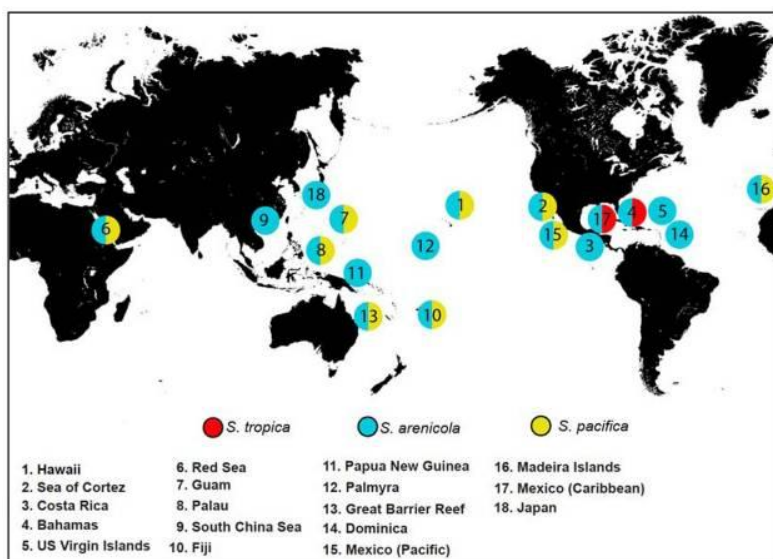 18
1
16
9
7
2
17
4
5
6
8
12
15
3
14
11
13
10
S. tropica
S. arenicola
S. pacifica
1. Hawaii
2. Sea of Cortez
3. Costa Rica
4. Bahamas
5. US Virgin Islands
6. Red Sea
7. Guam
8. Palau
9. South China Sea
10. Fiji
11. Papua New Guinea
12. Palmyra
13. Great Barrier Reef
14. Dominica
15. Mexico (Pacific)
16. Madeira Islands
17. Mexico (Caribbean)
18. Japan